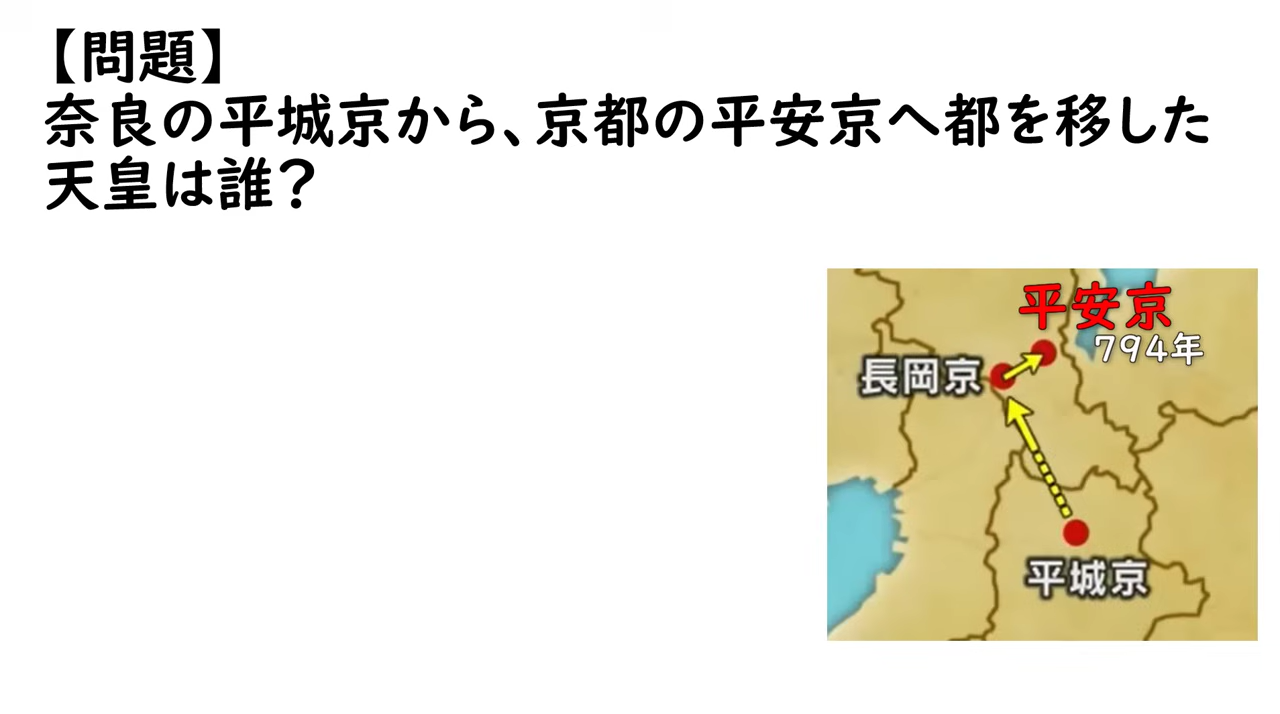 【問題】
奈良の平城京から、京都の平安京へ都を移した
天皇は誰？
平安京
794年
長岡京
平城京